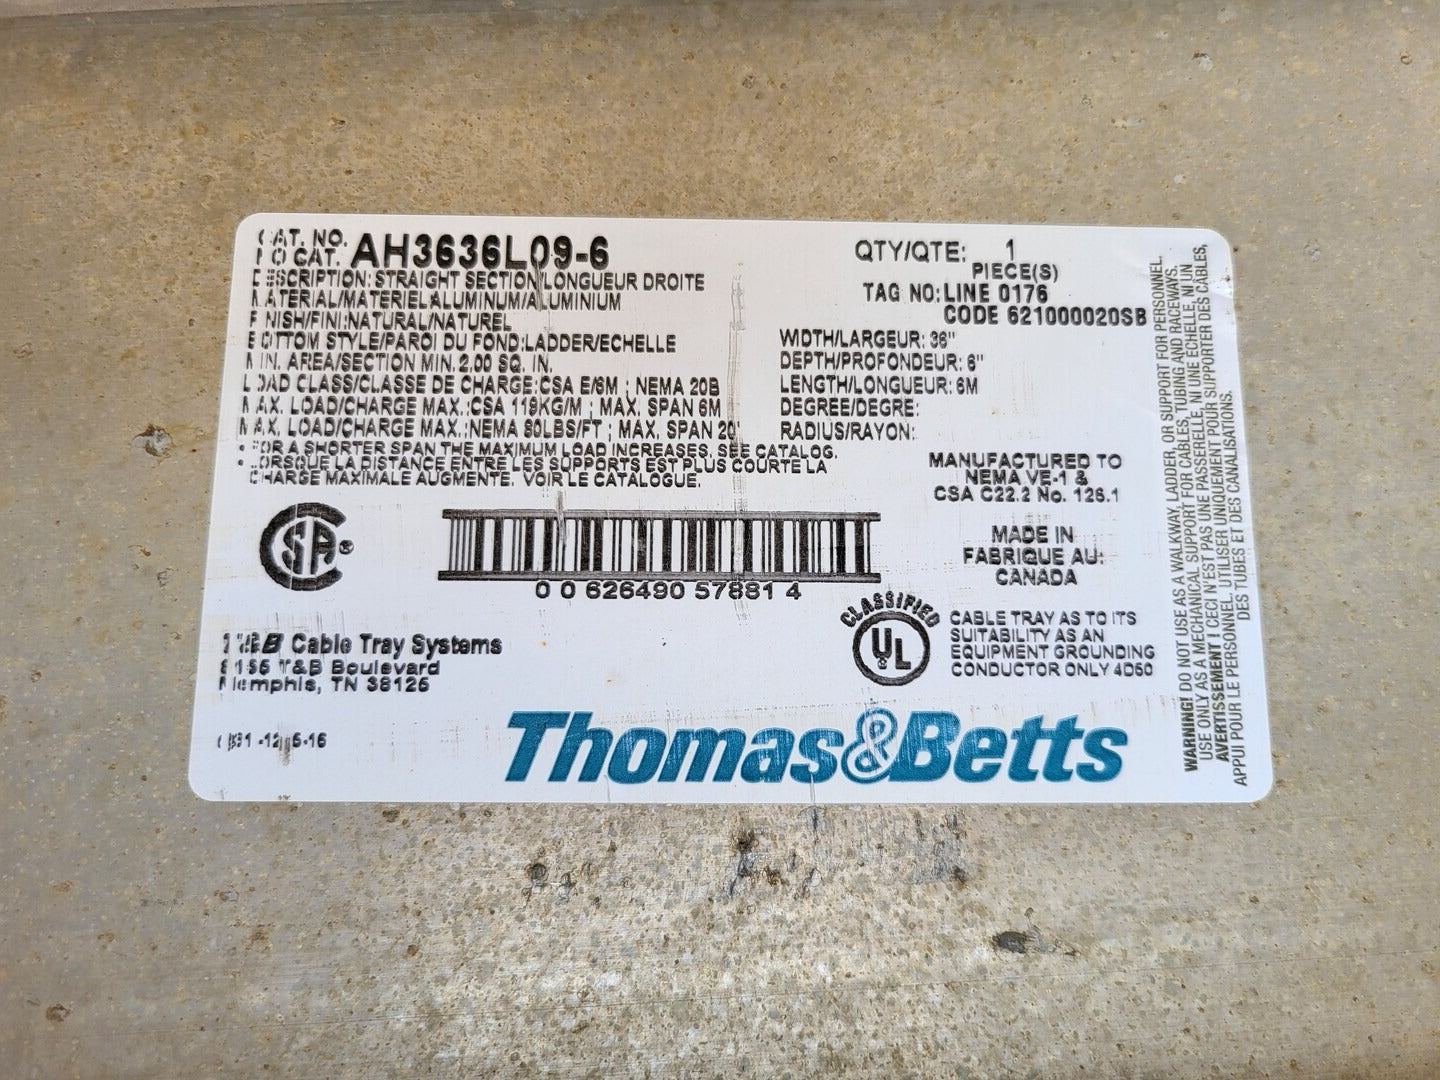 CAT. NO.
NO CAT. AH3636L09-6
DESCRIPTION: STRAIGHT SECTION/LONGUEUR DROITE
MATERIAL/MATERIEL: ALUMINUM/ALUMINIUM
FINISH/FINI:NATURAL/NATUREL
BOTTOM STYLE/PAROI DU FOND:LADDER/ECHELLE
MIN. AREA/SECTION MIN. 2.00 SQ. IN.
LOAD CLASS/CLASSE DE CHARGE:CSA E/6M ; NEMA 20B
MAX. LOAD/CHARGE MAX.:CSA 119KG/M ; MAX. SPAN 6M
MAX. LOAD/CHARGE MAX.:NEMA 80LBS/FT ; MAX. SPAN 20'
• FOR A SHORTER SPAN THE MAXIMUM LOAD INCREASES. SEE CATALOG.
• LORSQUE LA DISTANCE ENTRE LES SUPPORTS EST PLUS COURTE LA
CHARGE MAXIMALE AUGMENTE. VOIR LE CATALOGUE.
QTY/QTE: 1
PIECE(S)
TAG NO: LINE 0176
CODE 621000020SB
WIDTH/LARGEUR: 36"
DEPTH/PROFONDEUR: 6"
LENGTH/LONGUEUR: 6M
DEGREE/DEGRE:
RADIUS/RAYON:
MANUFACTURED TO
NEMA VE-1 &
CSA C22.2 No. 126.1
MADE IN
FABRIQUE AU:
CANADA
CSA ®
0 0 626490 57881 4
CLASSIFIED
UL
CABLE TRAY AS TO ITS
SUITABILITY AS AN
EQUIPMENT GROUNDING
CONDUCTOR ONLY 4D50
T&B Cable Tray Systems
8155 T&B Boulevard
Memphis, TN 38125
Thomas&Betts
WARNING! DO NOT USE AS A WALKWAY, LADDER, OR SUPPORT FOR PERSONNEL.
USE ONLY AS A MECHANICAL SUPPORT FOR CABLES, TUBING AND RACEWAYS.
AVERTISSEMENT ! CECI N'EST PAS UNE PASSERELLE, NI UNE ECHELLE, NI UN
APPUI POUR LE PERSONNEL. UTILISER UNIQUEMENT POUR SUPPORTER DES CABLES,
DES TUBES ET DES CANALISATIONS.